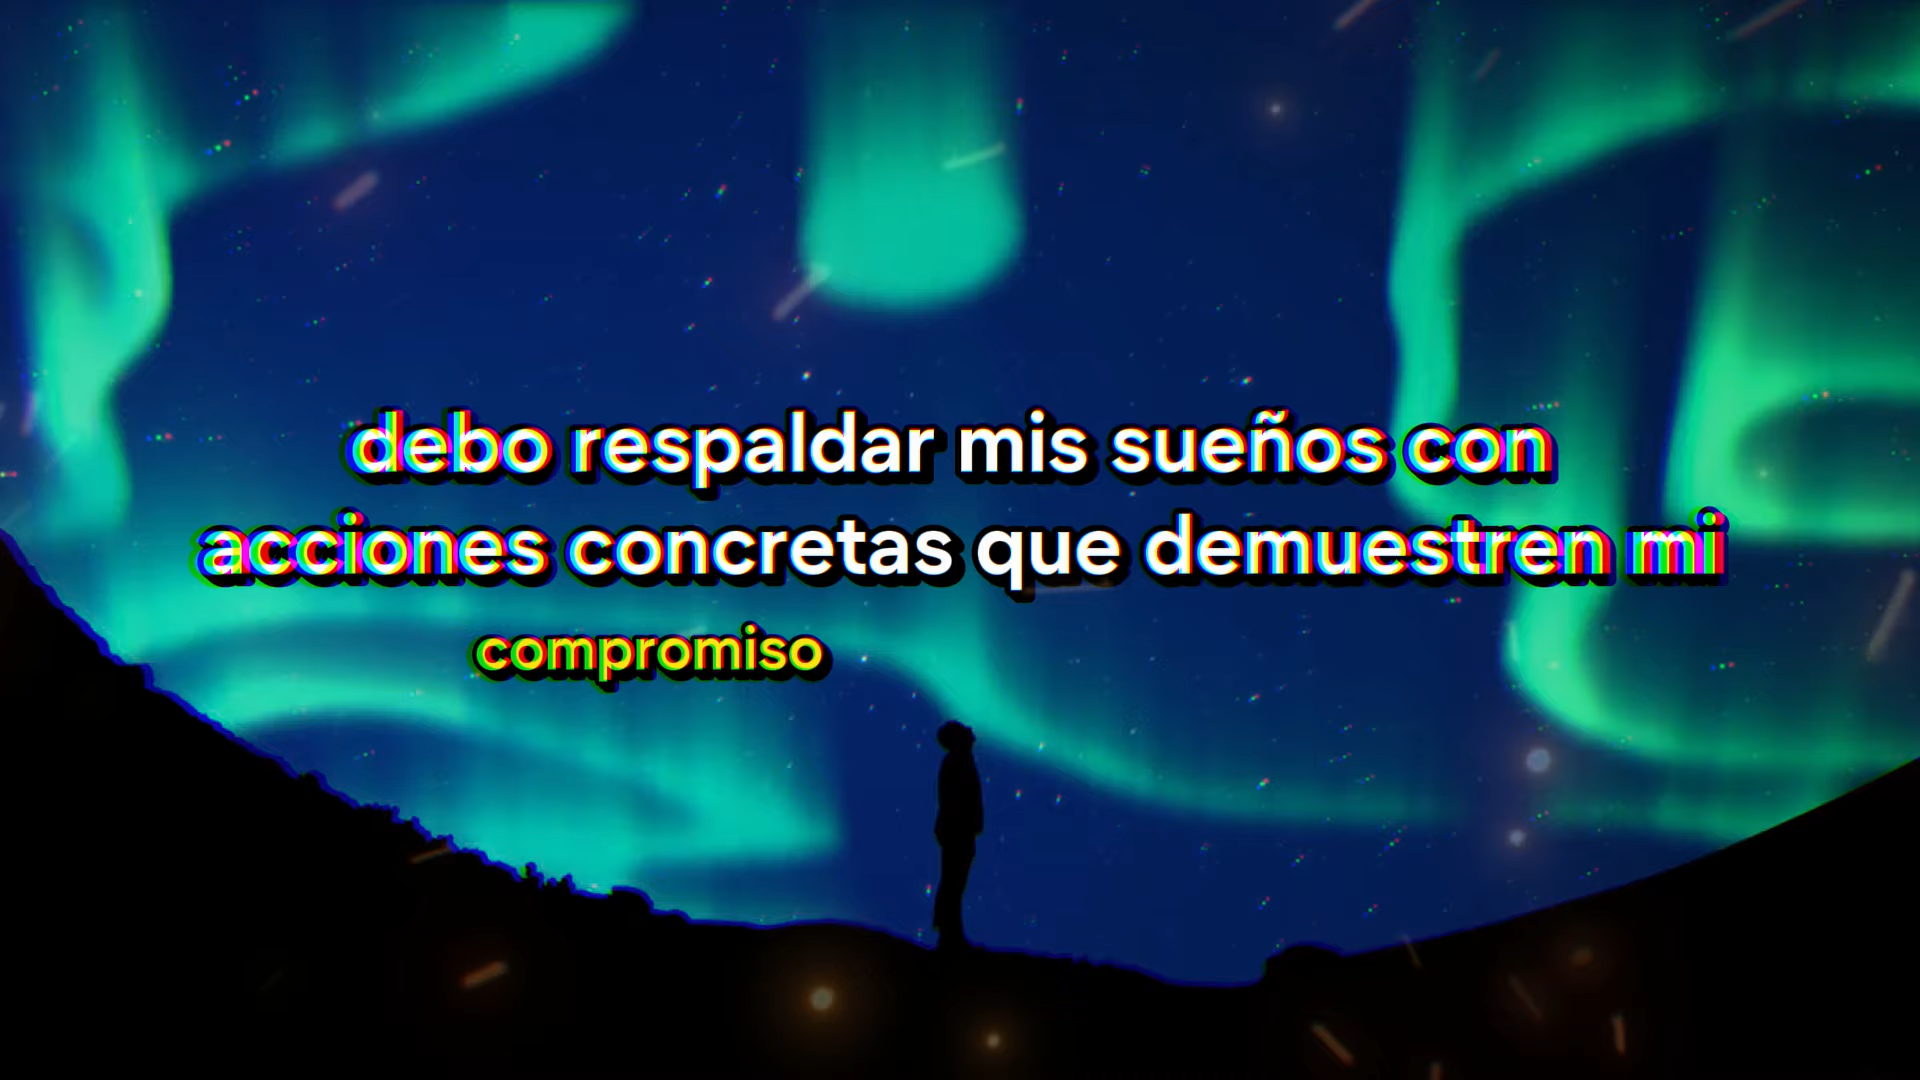 debo respaldar mis sueños con
acciones concretas que demuestren mi
compromiso